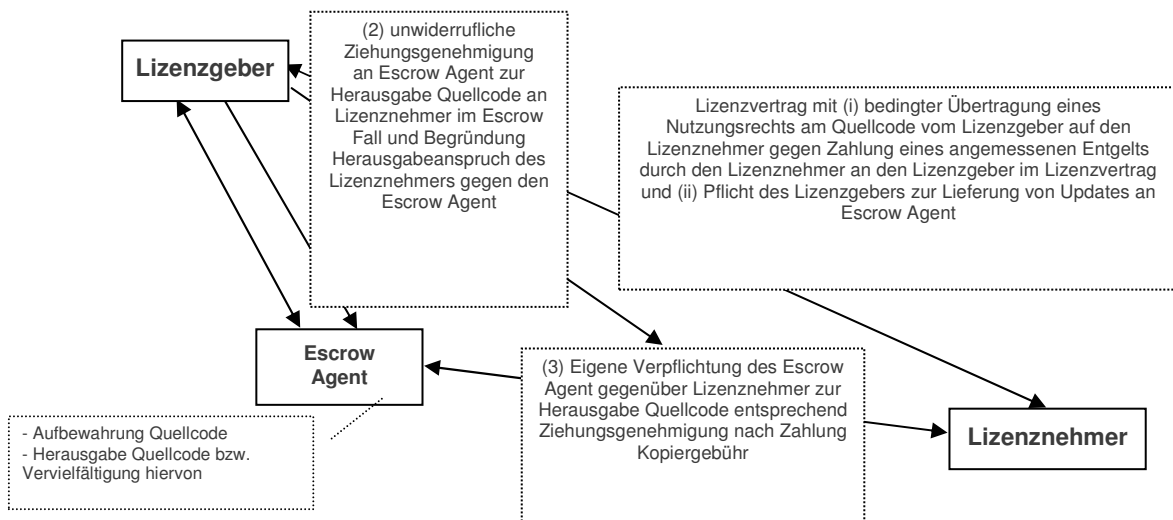 Lizenzgeber
(2) unwiderrufliche
Ziehungsgenehmigung
an Escrow Agent zur
Herausgabe Quellcode an
Lizenznehmer im Escrow
Fall und Begründung
Herausgabeanspruch des
Lizenznehmers gegen den
Escrow Agent
Lizenzvertrag mit (i) bedingter Übertragung eines
Nutzungsrechts am Quellcode vom Lizenzgeber auf den
Lizenznehmer gegen Zahlung eines angemessenen Entgelts
durch den Lizenznehmer an den Lizenzgeber im Lizenzvertrag
und (ii) Pflicht des Lizenzgebers zur Lieferung von Updates an
Escrow Agent
Escrow
Agent
(3) Eigene Verpflichtung des Escrow
Agent gegenüber Lizenznehmer zur
Herausgabe Quellcode entsprechend
Ziehungsgenehmigung nach Zahlung
Kopiergebühr
- Aufbewahrung Quellcode
- Herausgabe Quellcode bzw.
Vervielfältigung hiervon
Lizenznehmer